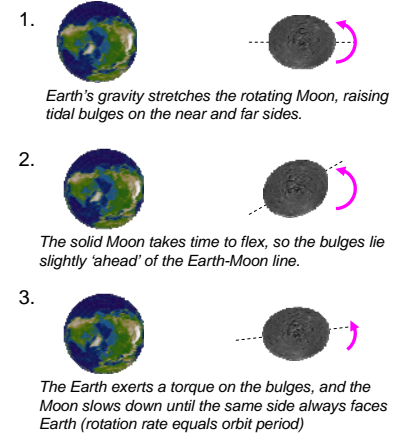 1.
Earth's gravity stretches the rotating Moon, raising
tidal bulges on the near and far sides.
2.
The solid Moon takes time to flex, so the bulges lie
slightly ‘ahead’ of the Earth-Moon line.
3.
The Earth exerts a torque on the bulges, and the
Moon slows down until the same side always faces
Earth (rotation rate equals orbit period)